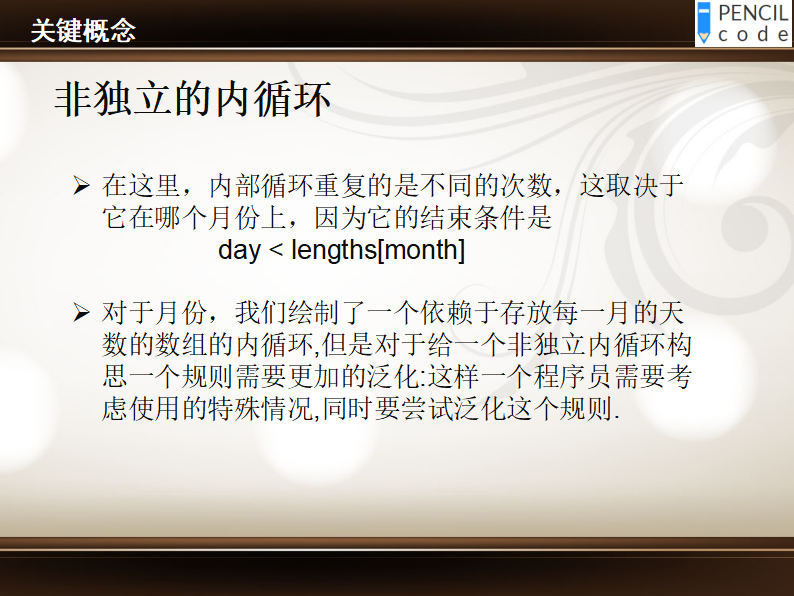 关键概念
PENCIL
code
非独立的内循环
在这里，内部循环重复的是不同的次数，这取决于
它在哪个月份上，因为它的结束条件是
day < lengths[month]
对于月份，我们绘制了一个依赖于存放每一月的天
数的数组的内循环,但是对于给一个非独立内循环构
思一个规则需要更加的泛化:这样一个程序员需要考
虑使用的特殊情况,同时要尝试泛化这个规则.